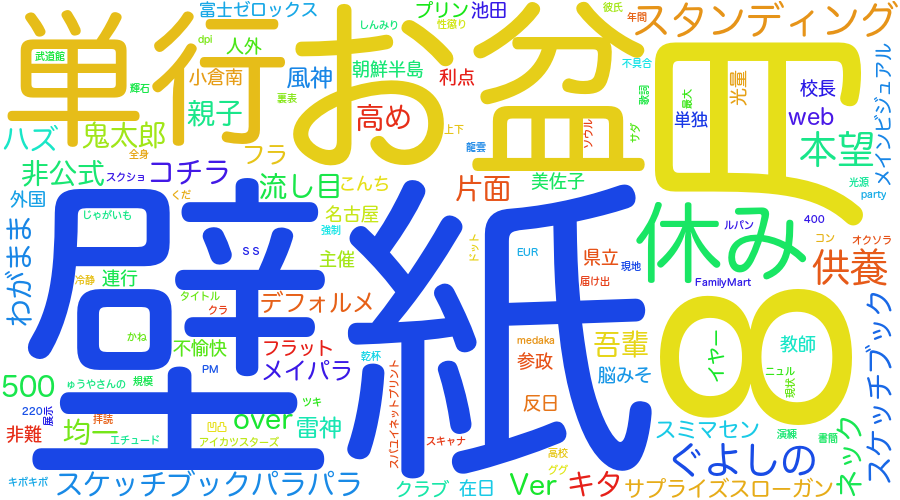 富士ゼロックス
プリン
池田
彼氏
年間
スタンディング
しんみり
性癖り
dpi
人外
武道館
単行
お盆
皿
朝鮮半島
不具合
輝石
小倉南
風神
利点
歌詞
最大
光量
校長
メインビジュアル
裏表
親子
高め
上下
ソウル
サダ
単独
web
ハズ
鬼太郎
全身
フラ
龍雲
本望
非公式
スクショ
コチラ
流し目
こんち
片面
美佐子
光源
party
外国
くだ
じゃがいも
名古屋
休み
ルパン
400
わがまま
壁紙
強制
ss
ドット
EUR
コン
オクソラ
冷静
連行
主催
県立
現地
届け出
供養
FamilyMart
タイトル
クラ
デフォルメ
8
スケッチブック
かね
不愉快
フラット
medaka
吾輩
イヤー
教師
PM
メイパラ
乾杯
参政
脳みそ
ニュル
現状
500
ゅうやさんの
規模
スパユイネットプリント
220
展示
拝読
ツキ
反日
over
凹凸
雷神
スミマセン
演練
書簡
ネック
非難
均一
エチュード
アイカツスターズ
スキャナ
高校
ぐよしの
キポキポ
スケッチブックパラパラ
クラブ
在日
ググ
Ver
キタ
サプライズスローガン